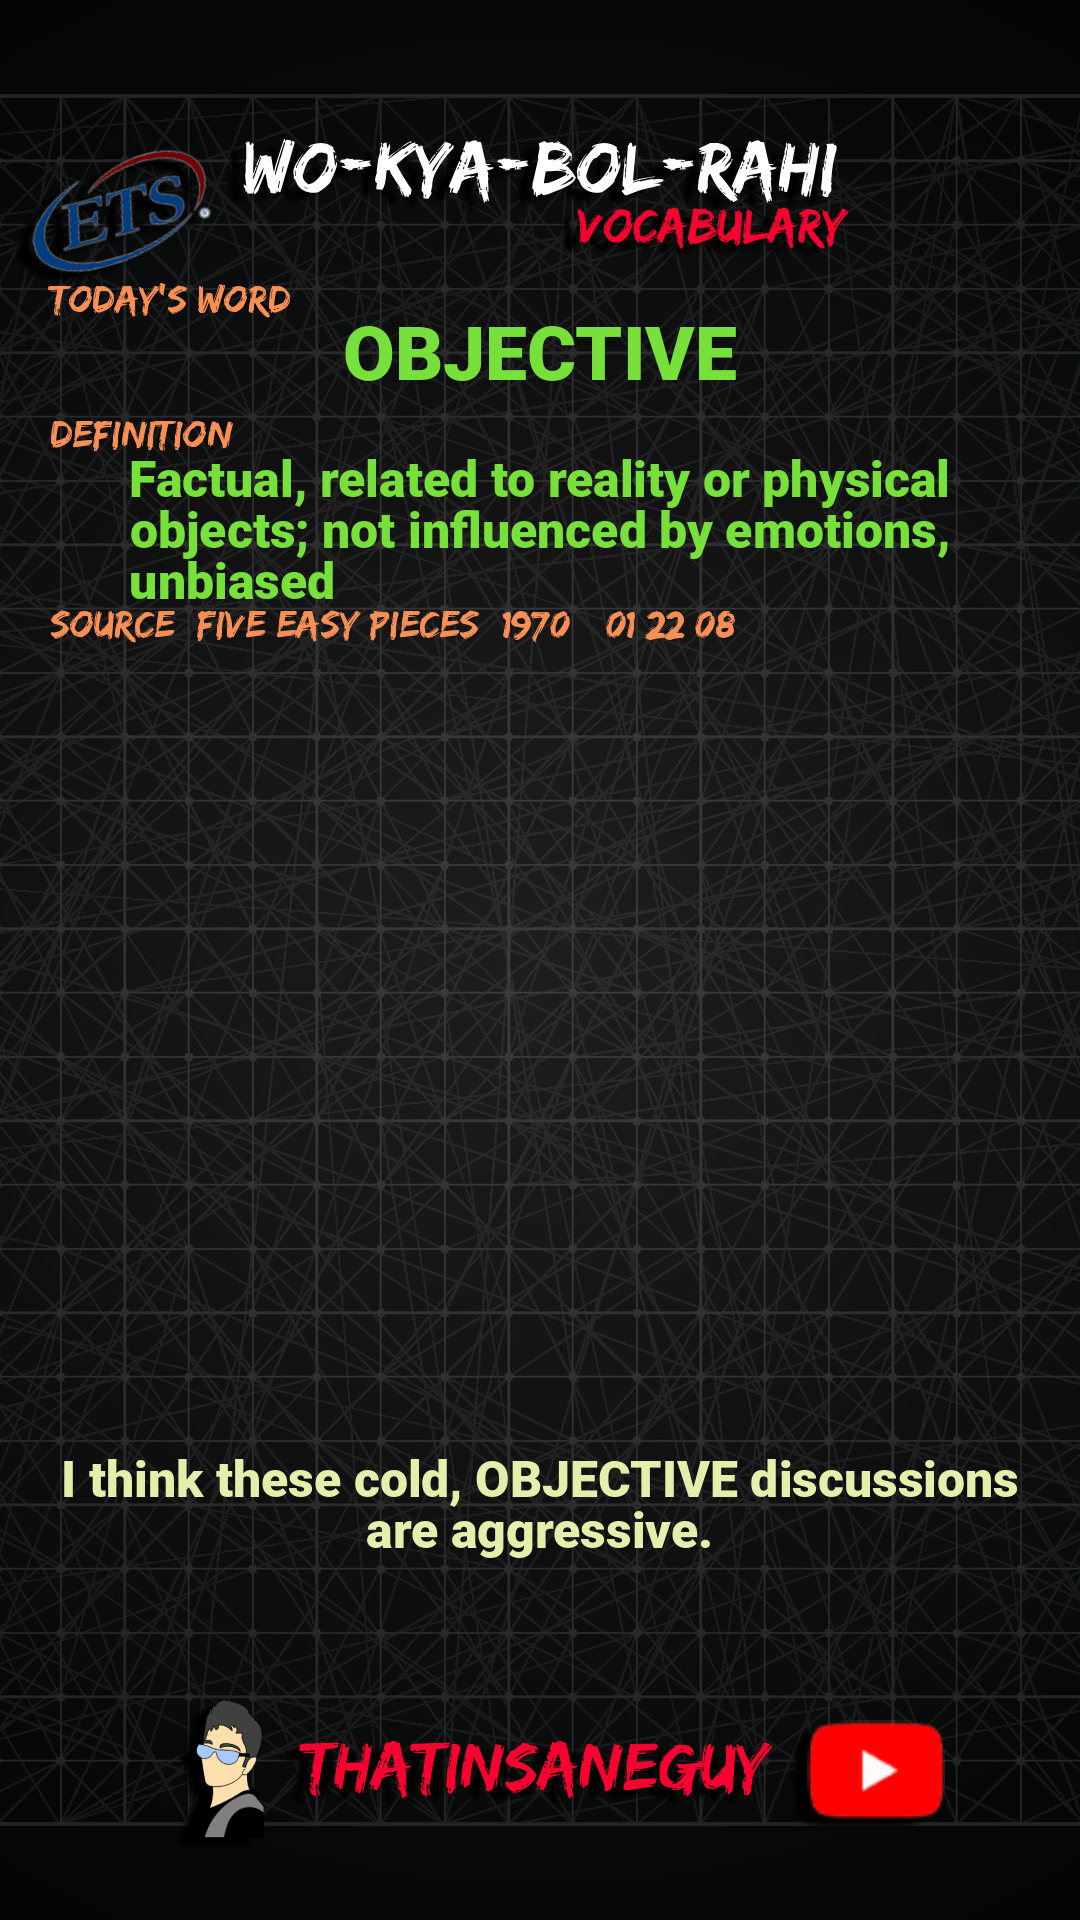 ETS
WO-KYA-BOL-RAHI
VOCABULARY
TODAY'S WORD
OBJECTIVE
DEFINITION
Factual, related to reality or physical
objects; not influenced by emotions,
unbiased
SOURCE FIVE EASY PIECES 1970 01 22 08
I think these cold, OBJECTIVE discussions
are aggressive.
THATINSANEGUY